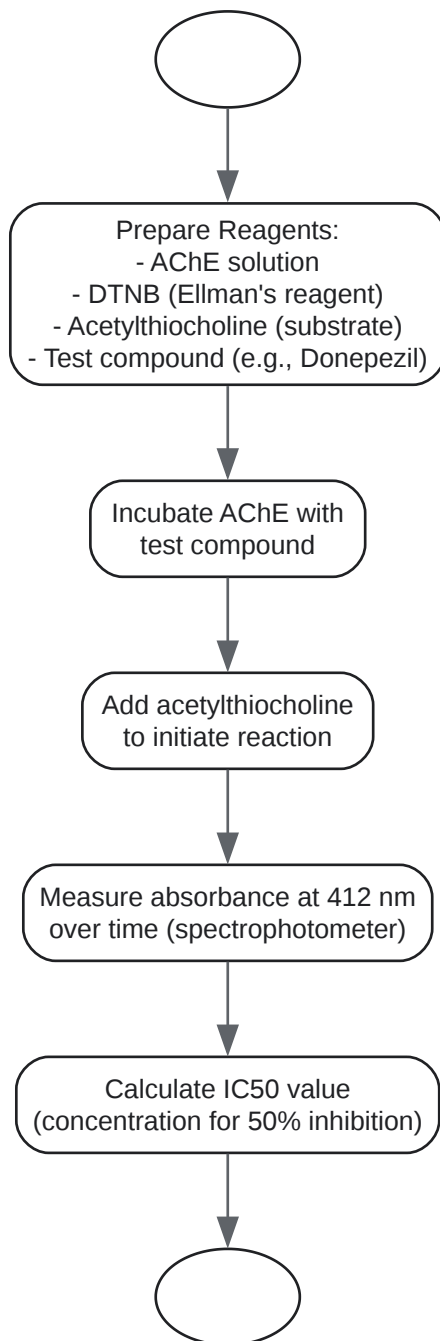 Prepare Reagents:
- AChE solution
- DTNB (Ellman's reagent)
- Acetylthiocholine (substrate)
- Test compound (e.g., Donepezil)
Incubate AChE with
test compound
Add acetylthiocholine
to initiate reaction
Measure absorbance at 412 nm
over time (spectrophotometer)
Calculate IC50 value
(concentration for 50% inhibition)